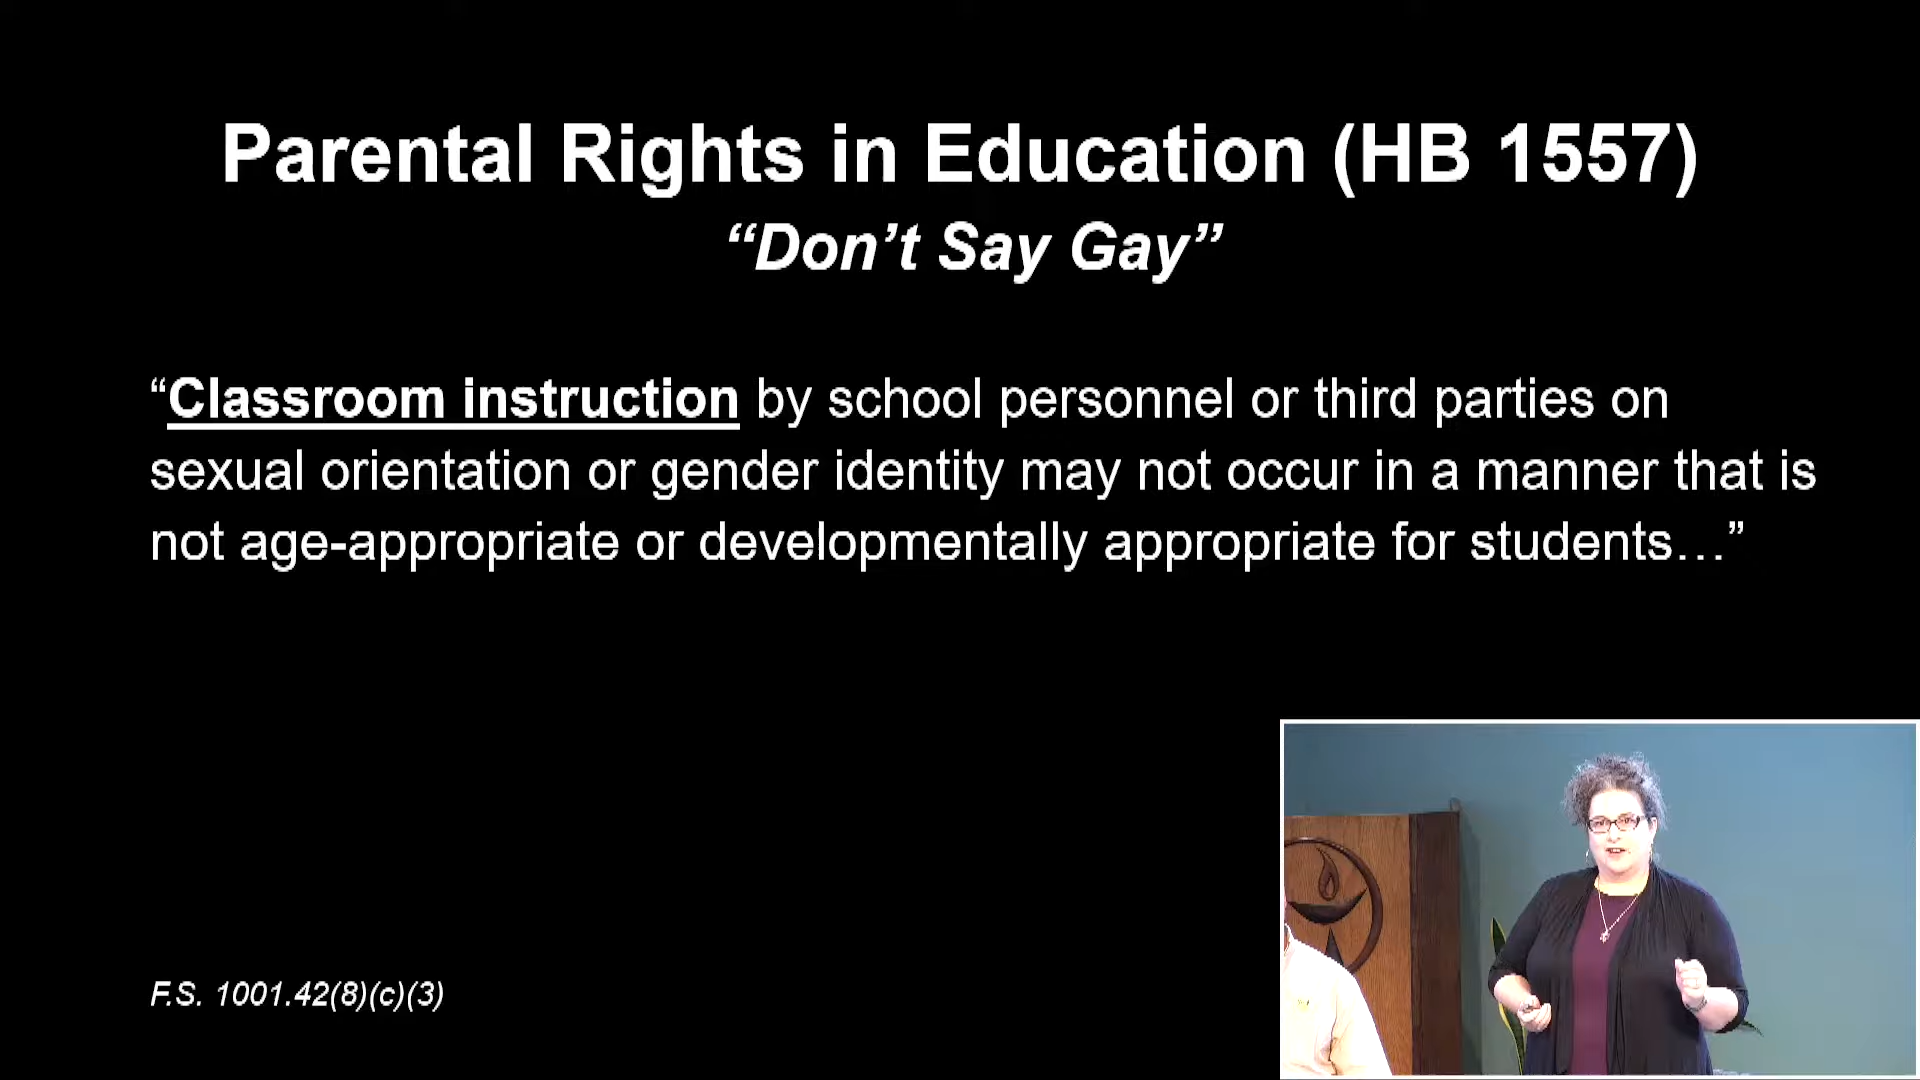 Parental Rights in Education (HB 1557)
“Don’t Say Gay”
“Classroom instruction by school personnel or third parties on
sexual orientation or gender identity may not occur in a manner that is
not age-appropriate or developmentally appropriate for students…”
F.S. 1001.42(8)(c)(3)